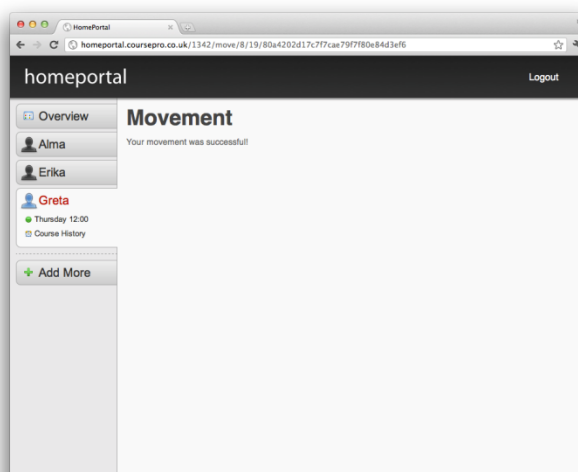 HomePortal
homeportal.coursepro.co.uk/1342/move/8/19/80a4202d17c7f7cae79f7f80e84d3ef6
homeportal
Logout
Overview
Alma
Erika
Greta
Thursday 12:00
Course History
Add More
Movement
Your movement was successful!